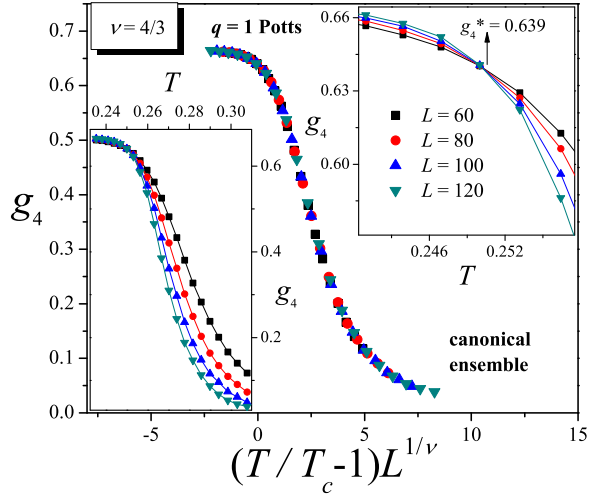 ν = 4/3
q = 1 Potts
T
0.24 0.26 0.28 0.30
0.6
0.4
0.2
g₄
g₄* = 0.639
0.66
0.63
0.60
0.246 0.252
T
g₄
L = 60
L = 80
L = 100
L = 120
0.7
0.6
0.5
0.4
0.3
0.2
0.1
0.0
g₄
canonical
ensemble
-5 0 5 10 15
(T / T_c-1)L^{1/ν}